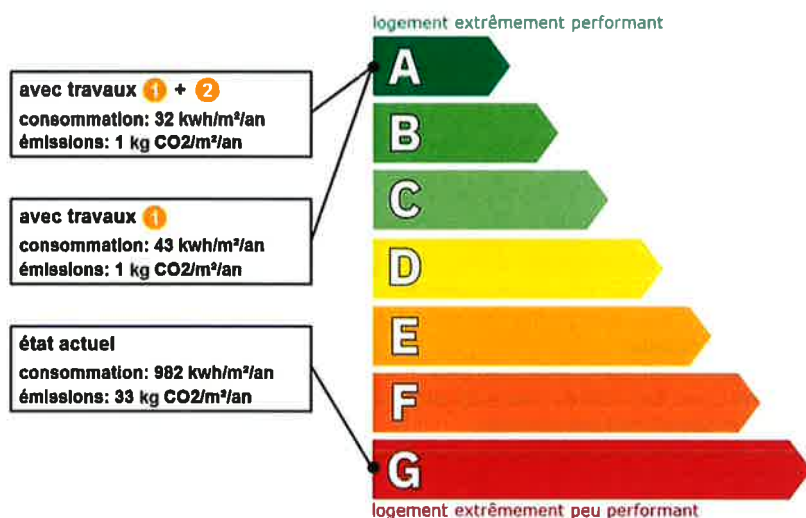 logement extrêmement performant
avec travaux 1 + 2
consommation: 32 kwh/m²/an
émissions: 1 kg CO2/m²/an
avec travaux 1
consommation: 43 kwh/m²/an
émissions: 1 kg CO2/m²/an
état actuel
consommation: 982 kwh/m²/an
émissions: 33 kg CO2/m²/an
A
B
C
D
E
F
G
logement extrêmement peu performant